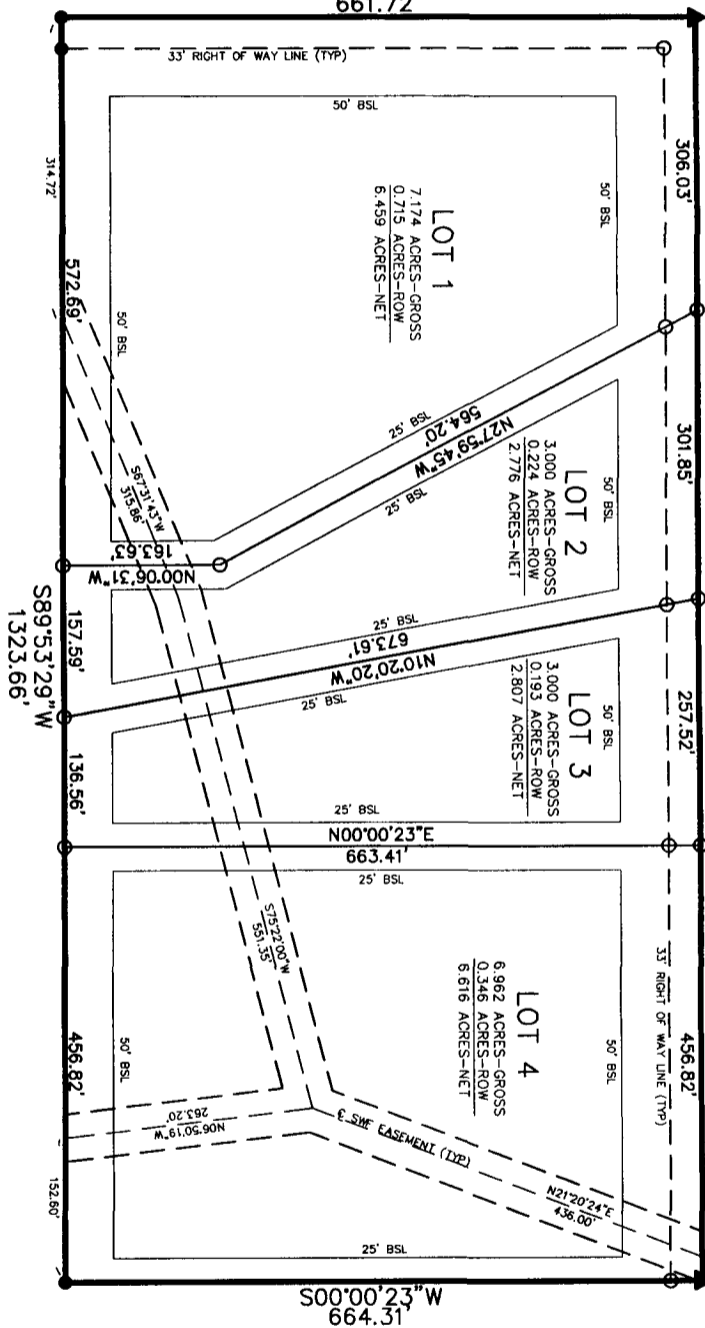 661.72'
33' RIGHT OF WAY LINE (TYP)
50' BSL
306.03'
314.72'
50' BSL
LOT 1
7.174 ACRES-GROSS
0.715 ACRES-ROW
6.459 ACRES-NET
572.69'
50' BSL
25' BSL
564.20'
N27°59'45"W
25' BSL
301.85'
50' BSL
LOT 2
3.000 ACRES-GROSS
0.224 ACRES-ROW
2.776 ACRES-NET
S67°31'43"W
315.86'
163.63'
N00°06'31"W
25' BSL
673.61'
N10°20'20"W
25' BSL
157.59'
S89°53'29"W
1323.66'
257.52'
50' BSL
LOT 3
3.000 ACRES-GROSS
0.193 ACRES-ROW
2.807 ACRES-NET
136.56'
25' BSL
N00°00'23"E
663.41'
25' BSL
S75°22'00"W
551.35'
33' RIGHT OF WAY LINE (TYP)
456.82'
50' BSL
LOT 4
6.962 ACRES-GROSS
0.346 ACRES-ROW
6.616 ACRES-NET
456.82'
50' BSL
263.20'
N06°50'19"W
℄ SWF EASEMENT (TYP)
N21°20'24"E
436.00'
152.60'
25' BSL
S00°00'23"W
664.31'